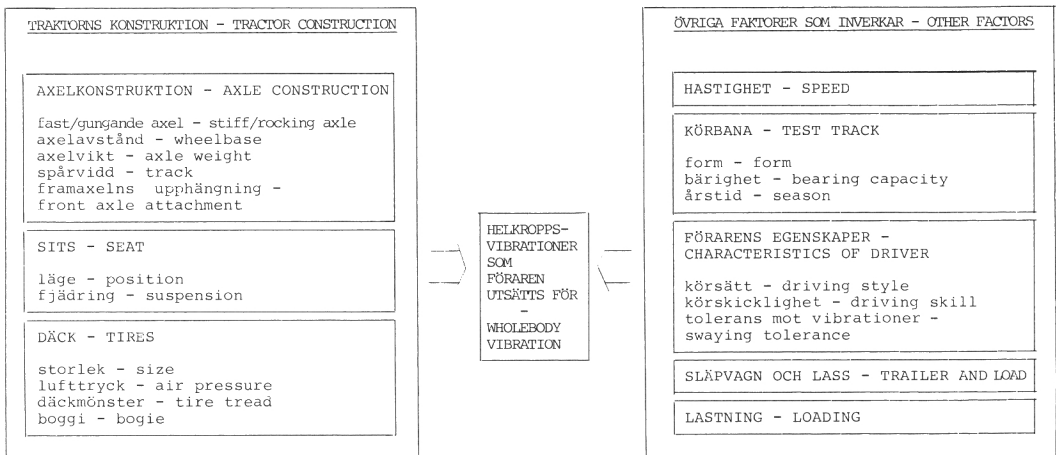 TRAKTORNS KONSTRUKTION - TRACTOR CONSTRUCTION
AXELKONSTRUKTION - AXLE CONSTRUCTION
fast/gungande axel - stiff/rocking axle
axelavstånd - wheelbase
axelvikt - axle weight
spårvidd - track
framaxelns upphängning -
front axle attachment
SITS - SEAT
läge - position
fjädring - suspension
DÄCK - TIRES
storlek - size
lufttryck - air pressure
däckmönster - tire tread
boggi - bogie
HELKROPPS-
VIBRATIONER
SOM
FÖRAREN
UTSÄTTS FÖR
-
WHOLEBODY
VIBRATION
ÖVRIGA FAKTORER SOM INVERKAR - OTHER FACTORS
HASTIGHET - SPEED
KÖRBANA - TEST TRACK
form - form
bärighet - bearing capacity
årstid - season
FÖRARENS EGENSKAPER -
CHARACTERISTICS OF DRIVER
körsätt - driving style
körskicklighet - driving skill
tolerans mot vibrationer -
swaying tolerance
SLÄPVAGN OCH LASS - TRAILER AND LOAD
LASTNING - LOADING